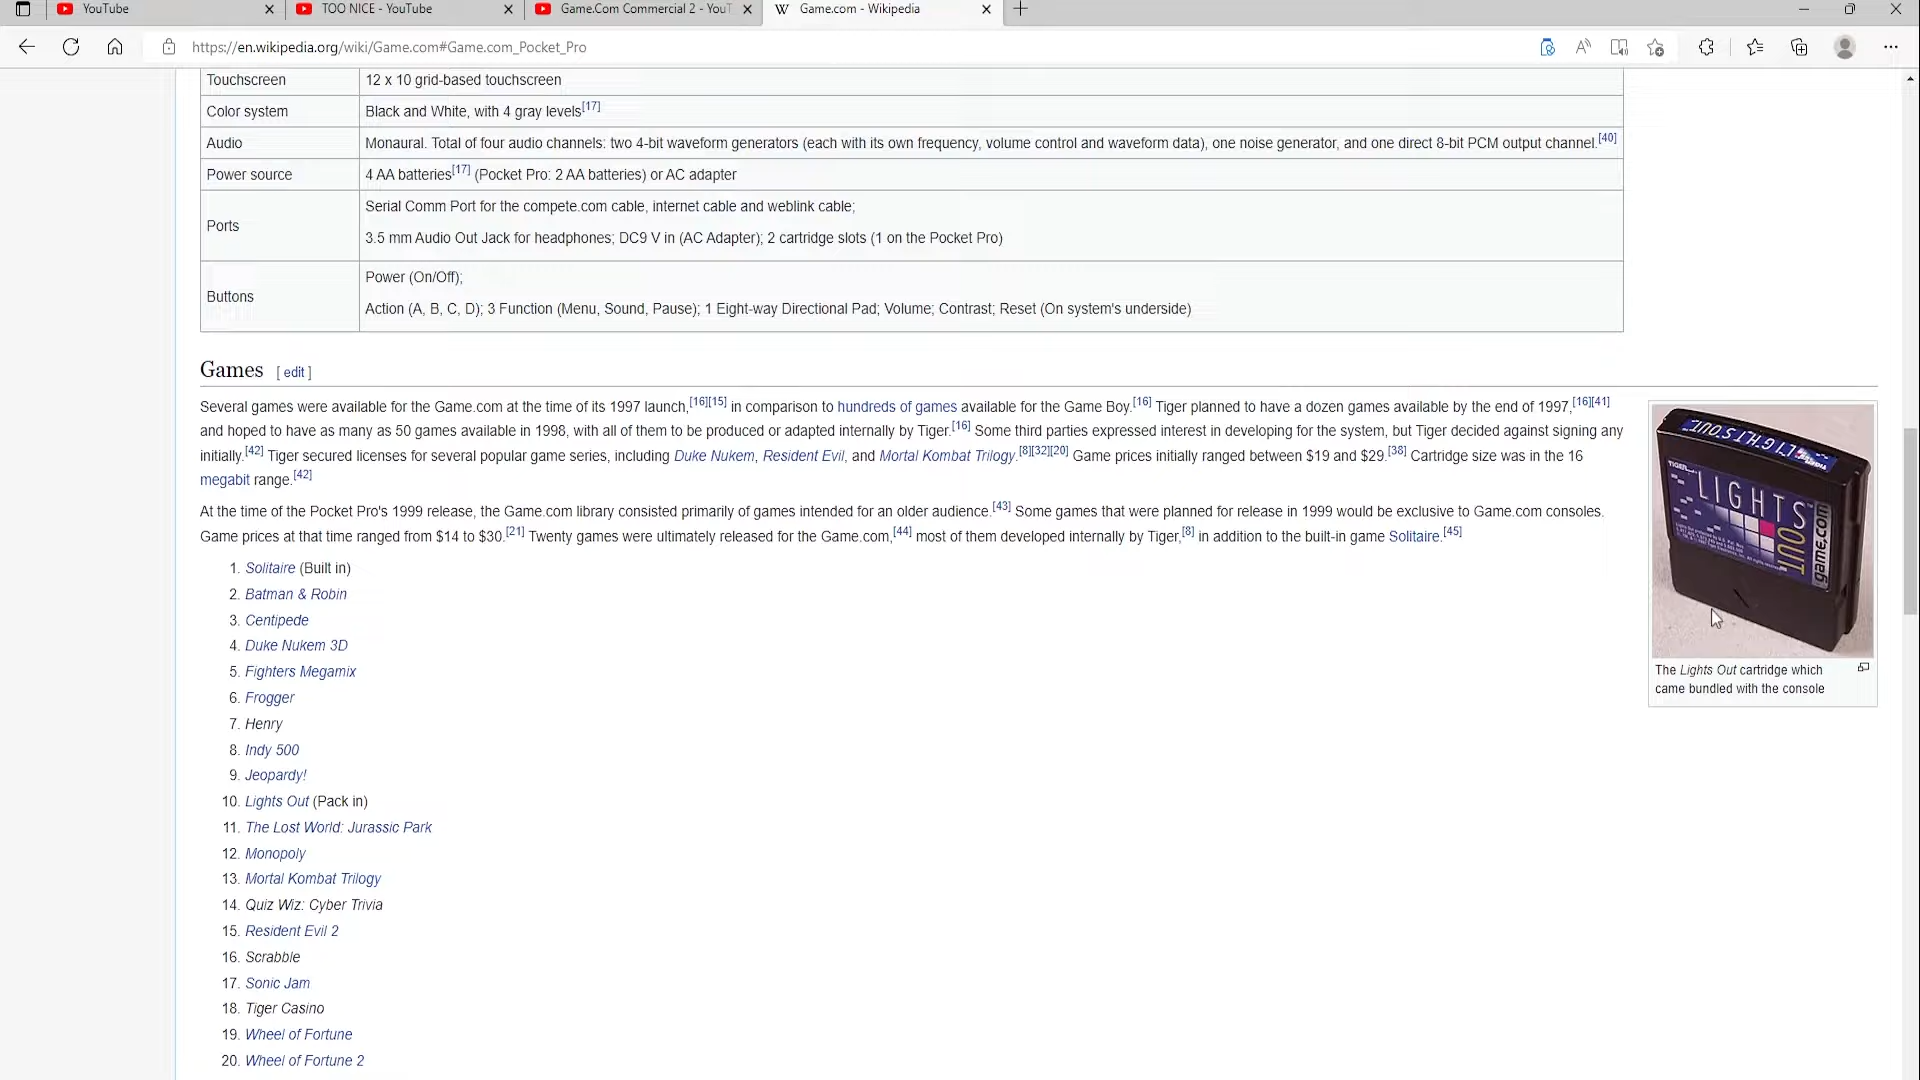 YouTube
TOO NICE - YouTube
Game.Com Commercial 2 - YouT
W Game.com - Wikipedia
https://en.wikipedia.org/wiki/Game.com#Game.com_Pocket_Pro
Touchscreen 12 x 10 grid-based touchscreen
Color system Black and White, with 4 gray levels[17]
Audio Monaural. Total of four audio channels: two 4-bit waveform generators (each with its own frequency, volume control and waveform data), one noise generator, and one direct 8-bit PCM output channel.[40]
Power source 4 AA batteries[17] (Pocket Pro: 2 AA batteries) or AC adapter
Ports
Serial Comm Port for the compete.com cable, internet cable and weblink cable;
3.5 mm Audio Out Jack for headphones; DC9 V in (AC Adapter); 2 cartridge slots (1 on the Pocket Pro)
Buttons
Power (On/Off);
Action (A, B, C, D); 3 Function (Menu, Sound, Pause); 1 Eight-way Directional Pad; Volume; Contrast; Reset (On system's underside)
Games [ edit ]
Several games were available for the Game.com at the time of its 1997 launch,[16][15] in comparison to hundreds of games available for the Game Boy.[16] Tiger planned to have a dozen games available by the end of 1997,[16][41]
and hoped to have as many as 50 games available in 1998, with all of them to be produced or adapted internally by Tiger.[16] Some third parties expressed interest in developing for the system, but Tiger decided against signing any
initially.[42] Tiger secured licenses for several popular game series, including Duke Nukem, Resident Evil, and Mortal Kombat Trilogy.[8][32][20] Game prices initially ranged between $19 and $29.[38] Cartridge size was in the 16
megabit range.[42]
At the time of the Pocket Pro's 1999 release, the Game.com library consisted primarily of games intended for an older audience.[43] Some games that were planned for release in 1999 would be exclusive to Game.com consoles.
Game prices at that time ranged from $14 to $30.[21] Twenty games were ultimately released for the Game.com,[44] most of them developed internally by Tiger,[8] in addition to the built-in game Solitaire.[45]
1. Solitaire (Built in)
2. Batman & Robin
3. Centipede
4. Duke Nukem 3D
5. Fighters Megamix
6. Frogger
7. Henry
8. Indy 500
9. Jeopardy!
10. Lights Out (Pack in)
11. The Lost World: Jurassic Park
12. Monopoly
13. Mortal Kombat Trilogy
14. Quiz Wiz: Cyber Trivia
15. Resident Evil 2
16. Scrabble
17. Sonic Jam
18. Tiger Casino
19. Wheel of Fortune
20. Wheel of Fortune 2
LIGHTS OUT
TIGER
LIGHTS
OUT
game.com
The Lights Out cartridge which
came bundled with the console